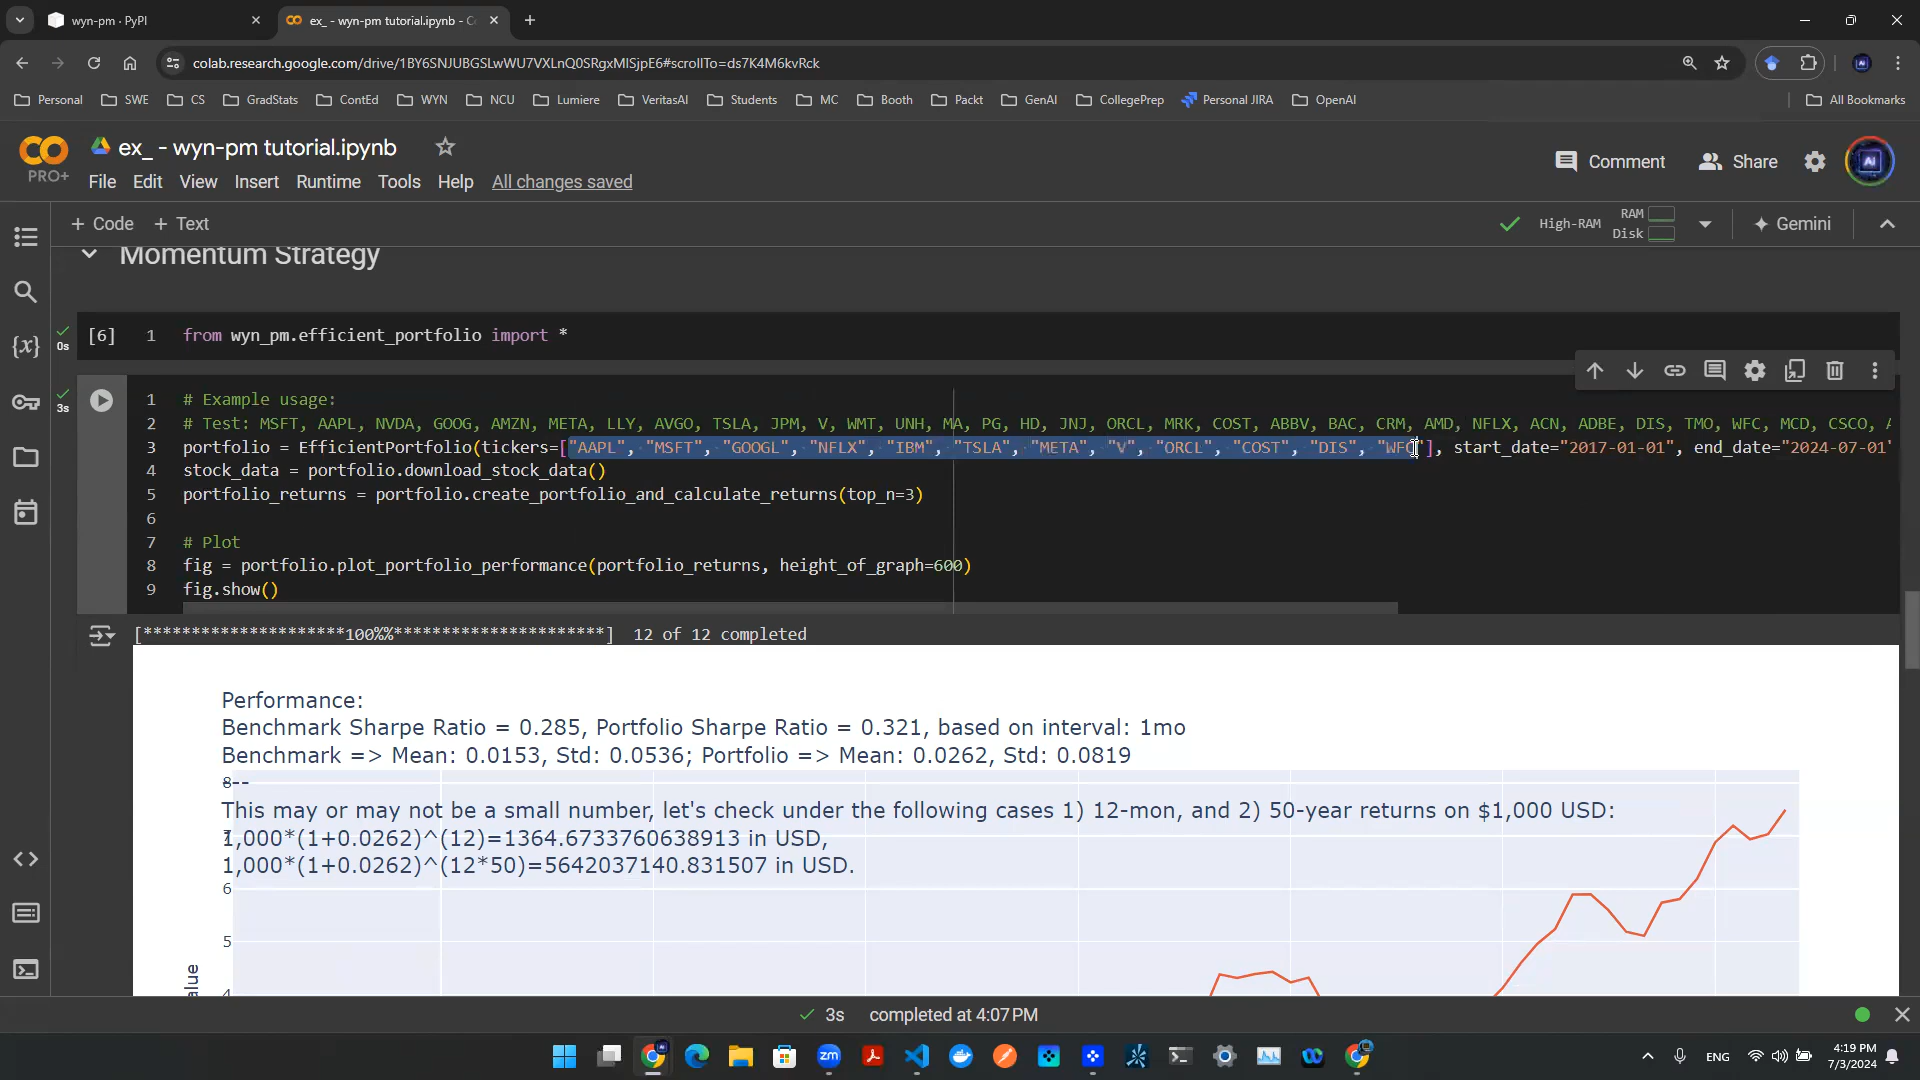 wyn-pm · PyPI
ex_ - wyn-pm tutorial.ipynb - C
colab.research.google.com/drive/1BY6SNJUBGSLwWU7VXLnQ0SRgxMlSjpE6#scrollTo=ds7K4M6kvRck
Personal SWE CS GradStats ContEd WYN NCU Lumiere VeritasAI Students MC Booth Packt GenAI CollegePrep Personal JIRA OpenAI All Bookmarks
PRO+
ex_ - wyn-pm tutorial.ipynb
Comment Share
File Edit View Insert Runtime Tools Help All changes saved
+ Code + Text
High-RAM RAM Disk Gemini
Momentum Strategy
0s [6] 1 from wyn_pm.efficient_portfolio import *
3s
1 # Example usage:
2 # Test: MSFT, AAPL, NVDA, GOOG, AMZN, META, LLY, AVGO, TSLA, JPM, V, WMT, UNH, MA, PG, HD, JNJ, ORCL, MRK, COST, ABBV, BAC, CRM, AMD, NFLX, ACN, ADBE, DIS, TMO, WFC, MCD, CSCO, A
3 portfolio = EfficientPortfolio(tickers=["AAPL", "MSFT", "GOOGL", "NFLX", "IBM", "TSLA", "META", "V", "ORCL", "COST", "DIS", "WFC"], start_date="2017-01-01", end_date="2024-07-01"
4 stock_data = portfolio.download_stock_data()
5 portfolio_returns = portfolio.create_portfolio_and_calculate_returns(top_n=3)
6
7 # Plot
8 fig = portfolio.plot_portfolio_performance(portfolio_returns, height_of_graph=600)
9 fig.show()
[*********************100%%**********************] 12 of 12 completed
Performance:
Benchmark Sharpe Ratio = 0.285, Portfolio Sharpe Ratio = 0.321, based on interval: 1mo
Benchmark => Mean: 0.0153, Std: 0.0536; Portfolio => Mean: 0.0262, Std: 0.0819
8
---
This may or may not be a small number, let's check under the following cases 1) 12-mon, and 2) 50-year returns on $1,000 USD:
7
1,000*(1+0.0262)^(12)=1364.6733760638913 in USD,
1,000*(1+0.0262)^(12*50)=5642037140.831507 in USD.
6
5
4
alue
3s completed at 4:07 PM
ENG
4:19 PM
7/3/2024